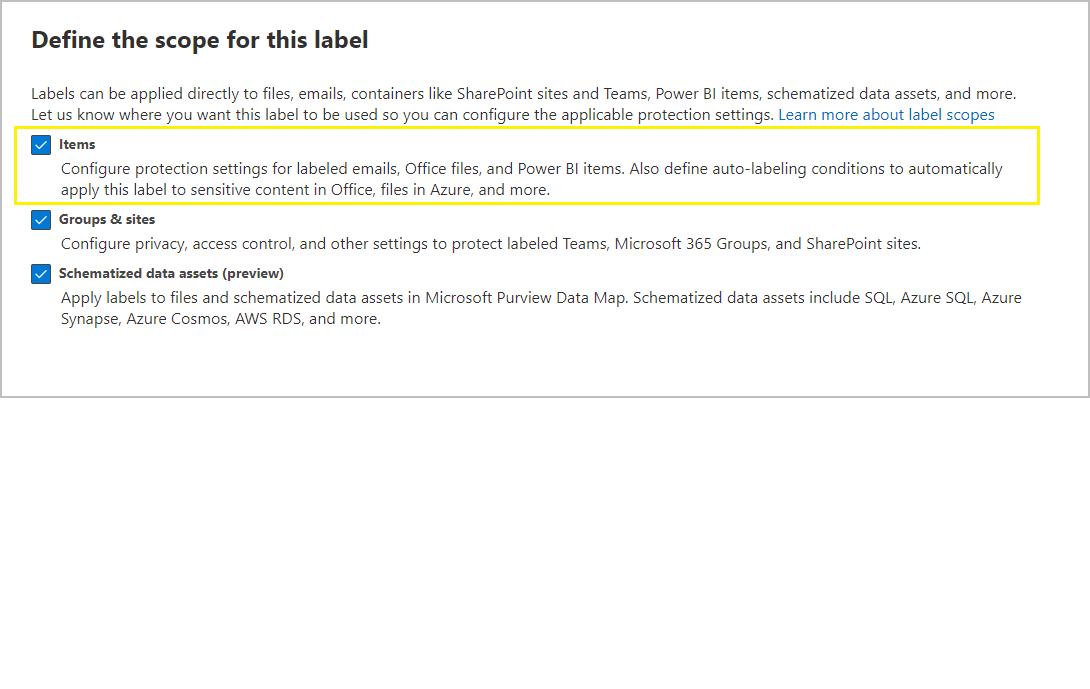 Define the scope for this label
Labels can be applied directly to files, emails, containers like SharePoint sites and Teams, Power BI items, schematized data assets, and more.
Let us know where you want this label to be used so you can configure the applicable protection settings. Learn more about label scopes
Items
Configure protection settings for labeled emails, Office files, and Power BI items. Also define auto-labeling conditions to automatically
apply this label to sensitive content in Office, files in Azure, and more.
Groups & sites
Configure privacy, access control, and other settings to protect labeled Teams, Microsoft 365 Groups, and SharePoint sites.
Schematized data assets (preview)
Apply labels to files and schematized data assets in Microsoft Purview Data Map. Schematized data assets include SQL, Azure SQL, Azure
Synapse, Azure Cosmos, AWS RDS, and more.